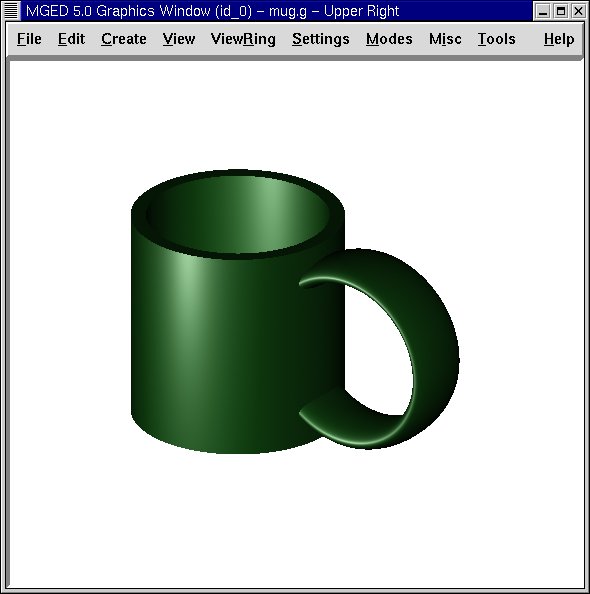 MGED 5.0 Graphics Window (id_0) – mug.g – Upper Right
File Edit Create View ViewRing Settings Modes Misc Tools Help